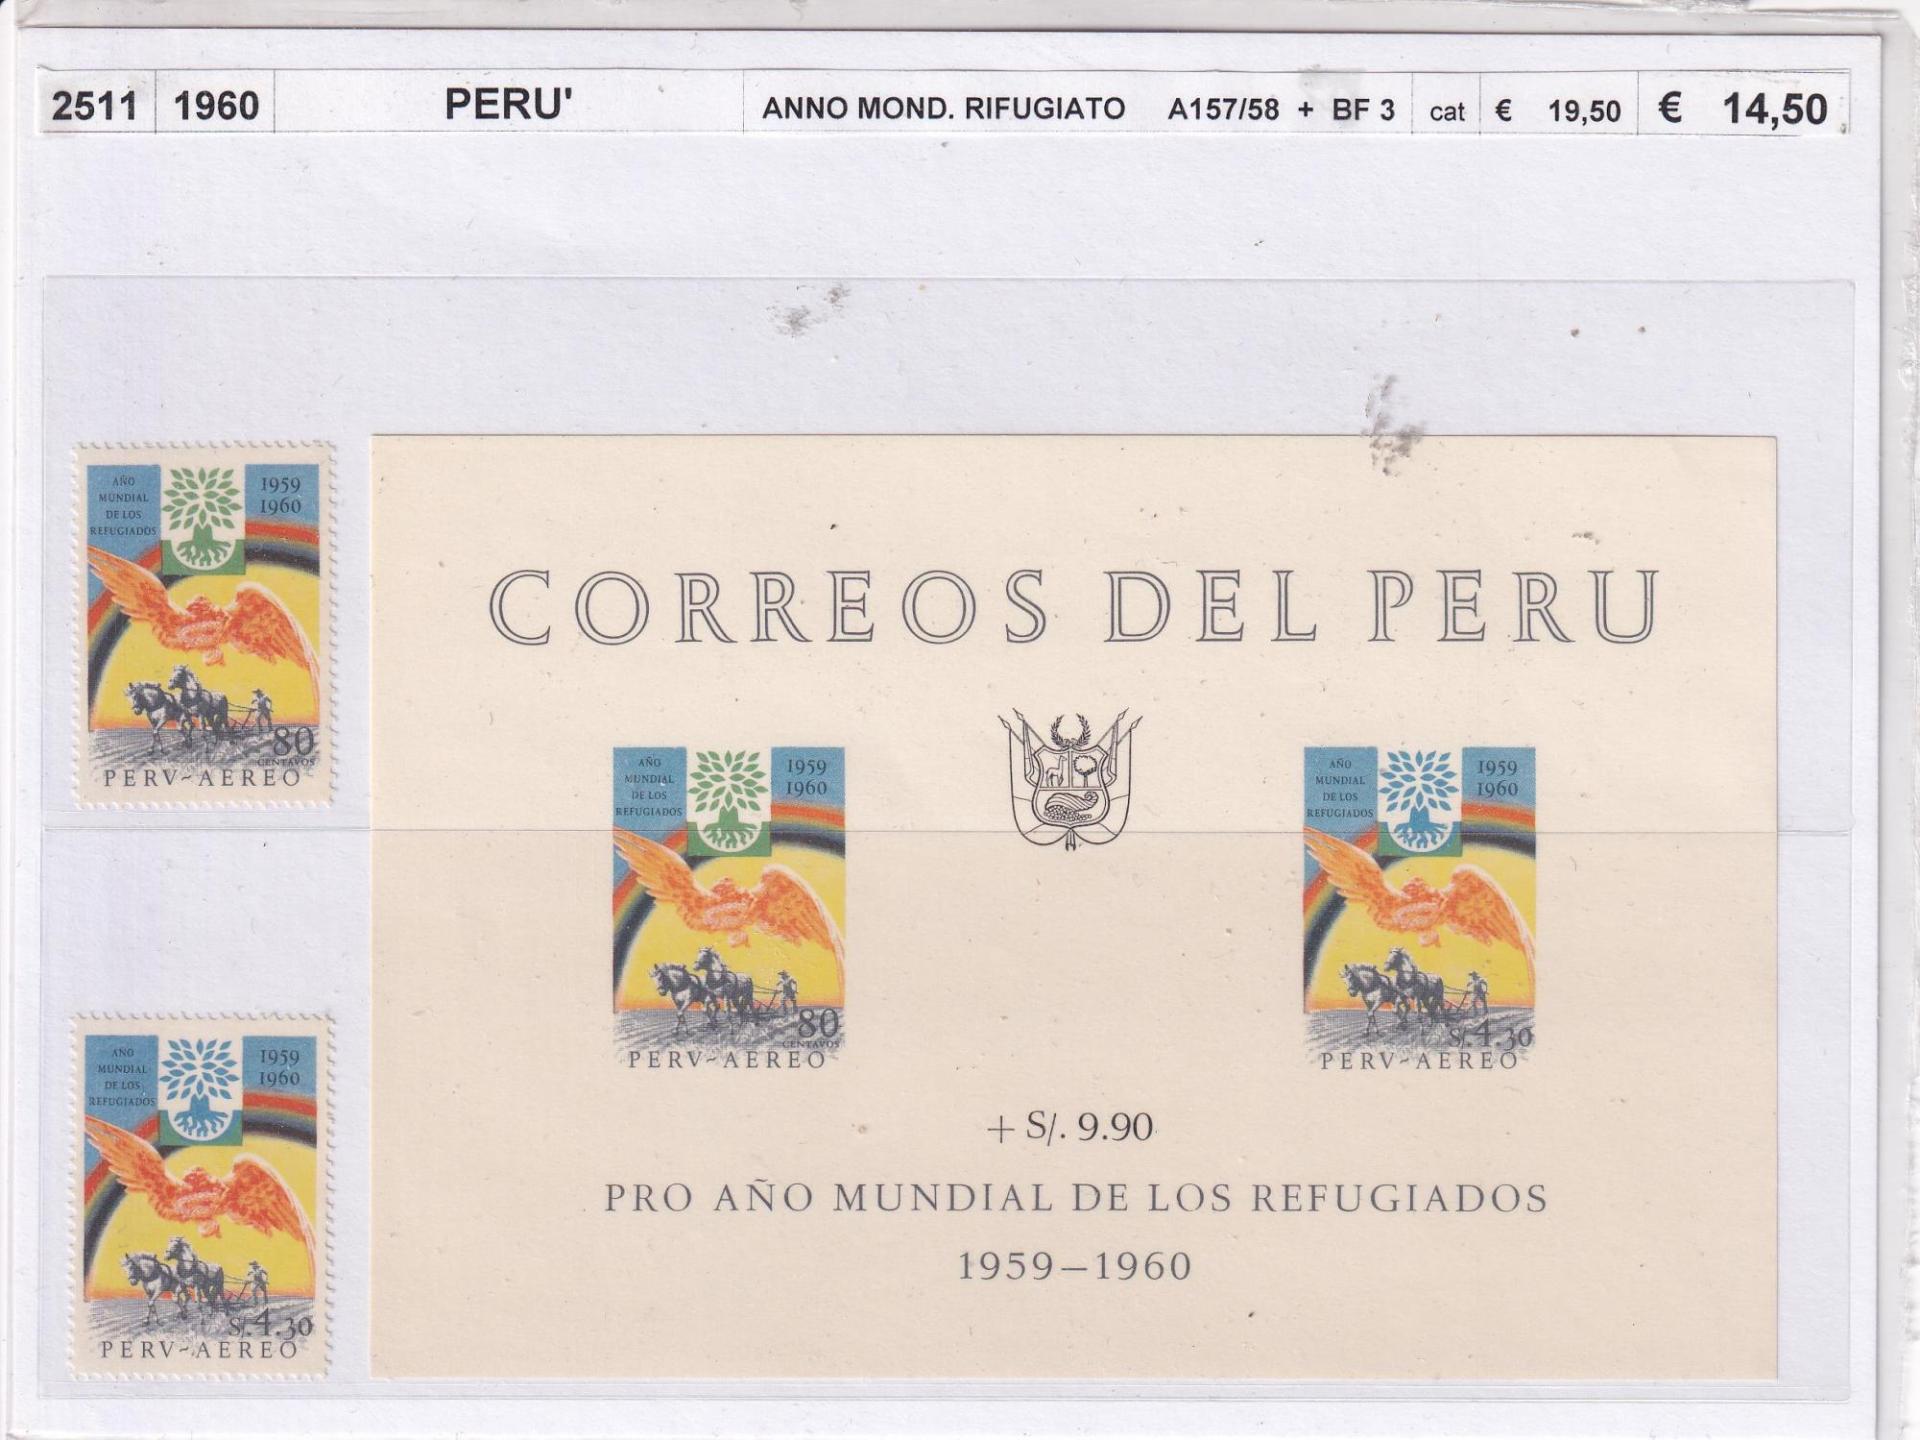 2511 1960 PERU' ANNO MOND. RIFUGIATO A157/58 + BF 3 cat € 19,50 € 14,50
AÑO
MUNDIAL
DE LOS
REFUGIADOS
1959
1960
80
CENTAVOS
PERV~AEREO
AÑO
MUNDIAL
DE LOS
REFUGIADOS
1959
1960
S/.4.30
PERV~AEREO
CORREOS DEL PERU
AÑO
MUNDIAL
DE LOS
REFUGIADOS
1959
1960
80
CENTAVOS
PERV~AEREO
AÑO
MUNDIAL
DE LOS
REFUGIADOS
1959
1960
S/.4.30
PERV~AEREO
+ S/. 9.90
PRO AÑO MUNDIAL DE LOS REFUGIADOS
1959–1960